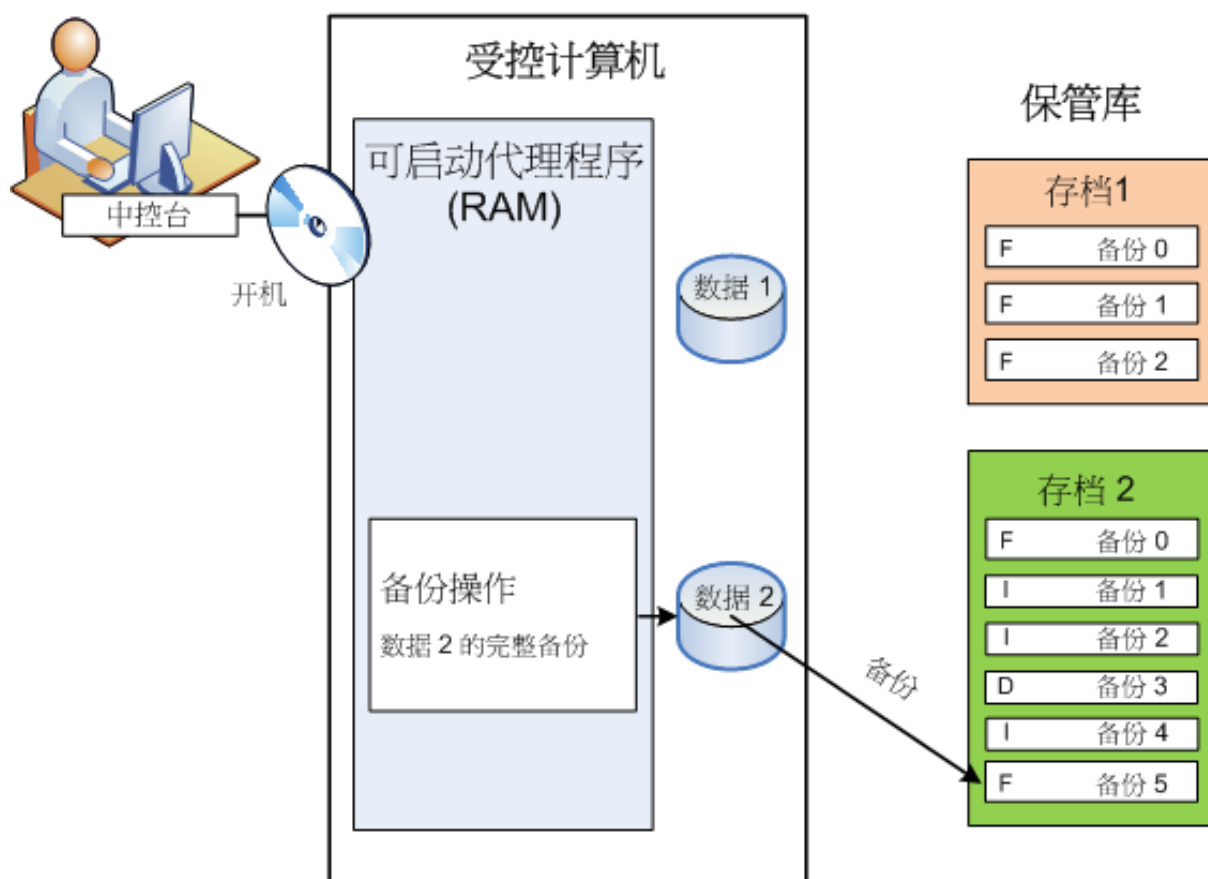 受控计算机
保管库
可启动代理程序
(RAM)
中控台
开机
数据 1
备份操作
数据 2 的完整备份
数据 2
备份
存档1
F 备份 0
F 备份 1
F 备份 2
存档 2
F 备份 0
I 备份 1
I 备份 2
D 备份 3
I 备份 4
F 备份 5